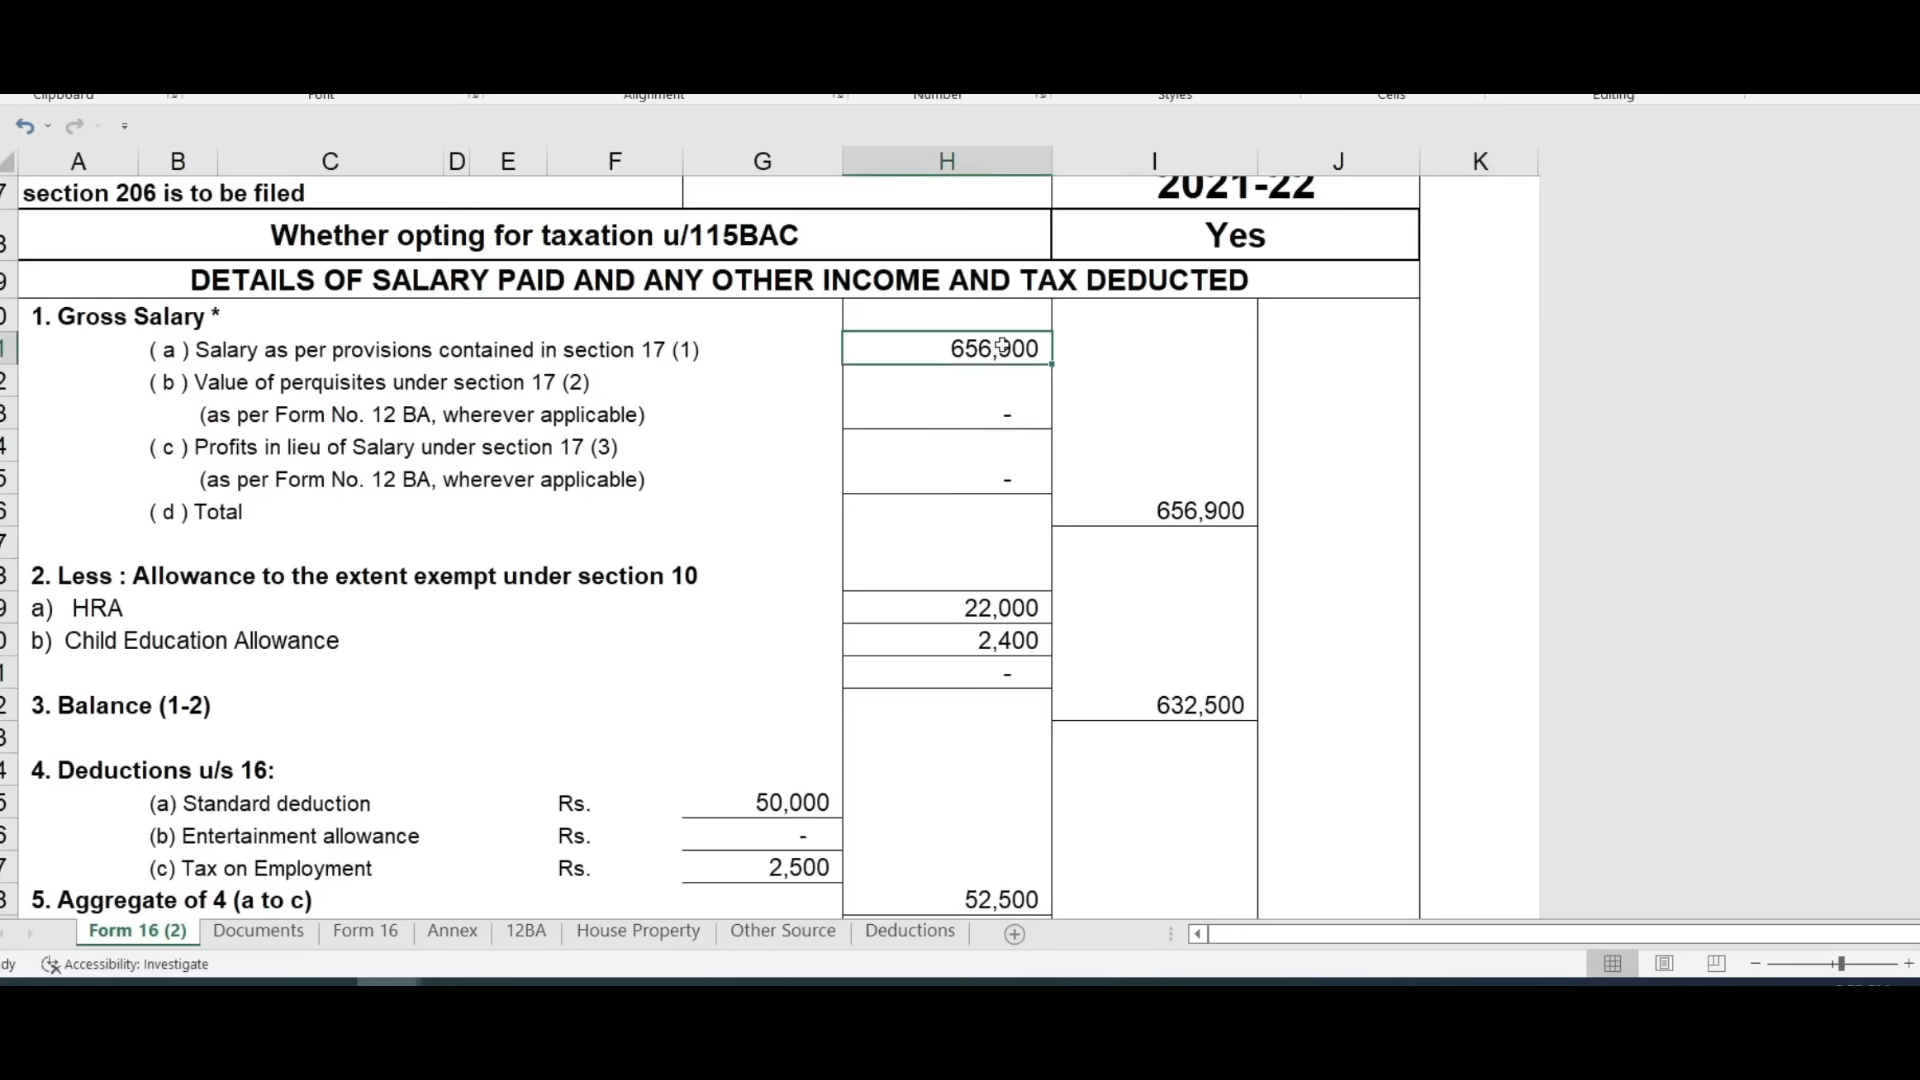 Clipboard Font Alignment Number Styles Cells Editing
A B C D E F G H I J K
section 206 is to be filed 2021-22
Whether opting for taxation u/115BAC Yes
DETAILS OF SALARY PAID AND ANY OTHER INCOME AND TAX DEDUCTED
1. Gross Salary *
( a ) Salary as per provisions contained in section 17 (1) 656,900
( b ) Value of perquisites under section 17 (2)
(as per Form No. 12 BA, wherever applicable) -
( c ) Profits in lieu of Salary under section 17 (3)
(as per Form No. 12 BA, wherever applicable) -
( d ) Total 656,900
2. Less : Allowance to the extent exempt under section 10
a) HRA 22,000
b) Child Education Allowance 2,400
-
3. Balance (1-2) 632,500
4. Deductions u/s 16:
(a) Standard deduction Rs. 50,000
(b) Entertainment allowance Rs. -
(c) Tax on Employment Rs. 2,500
5. Aggregate of 4 (a to c) 52,500
Form 16 (2) Documents Form 16 Annex 12BA House Property Other Source Deductions
Accessibility: Investigate